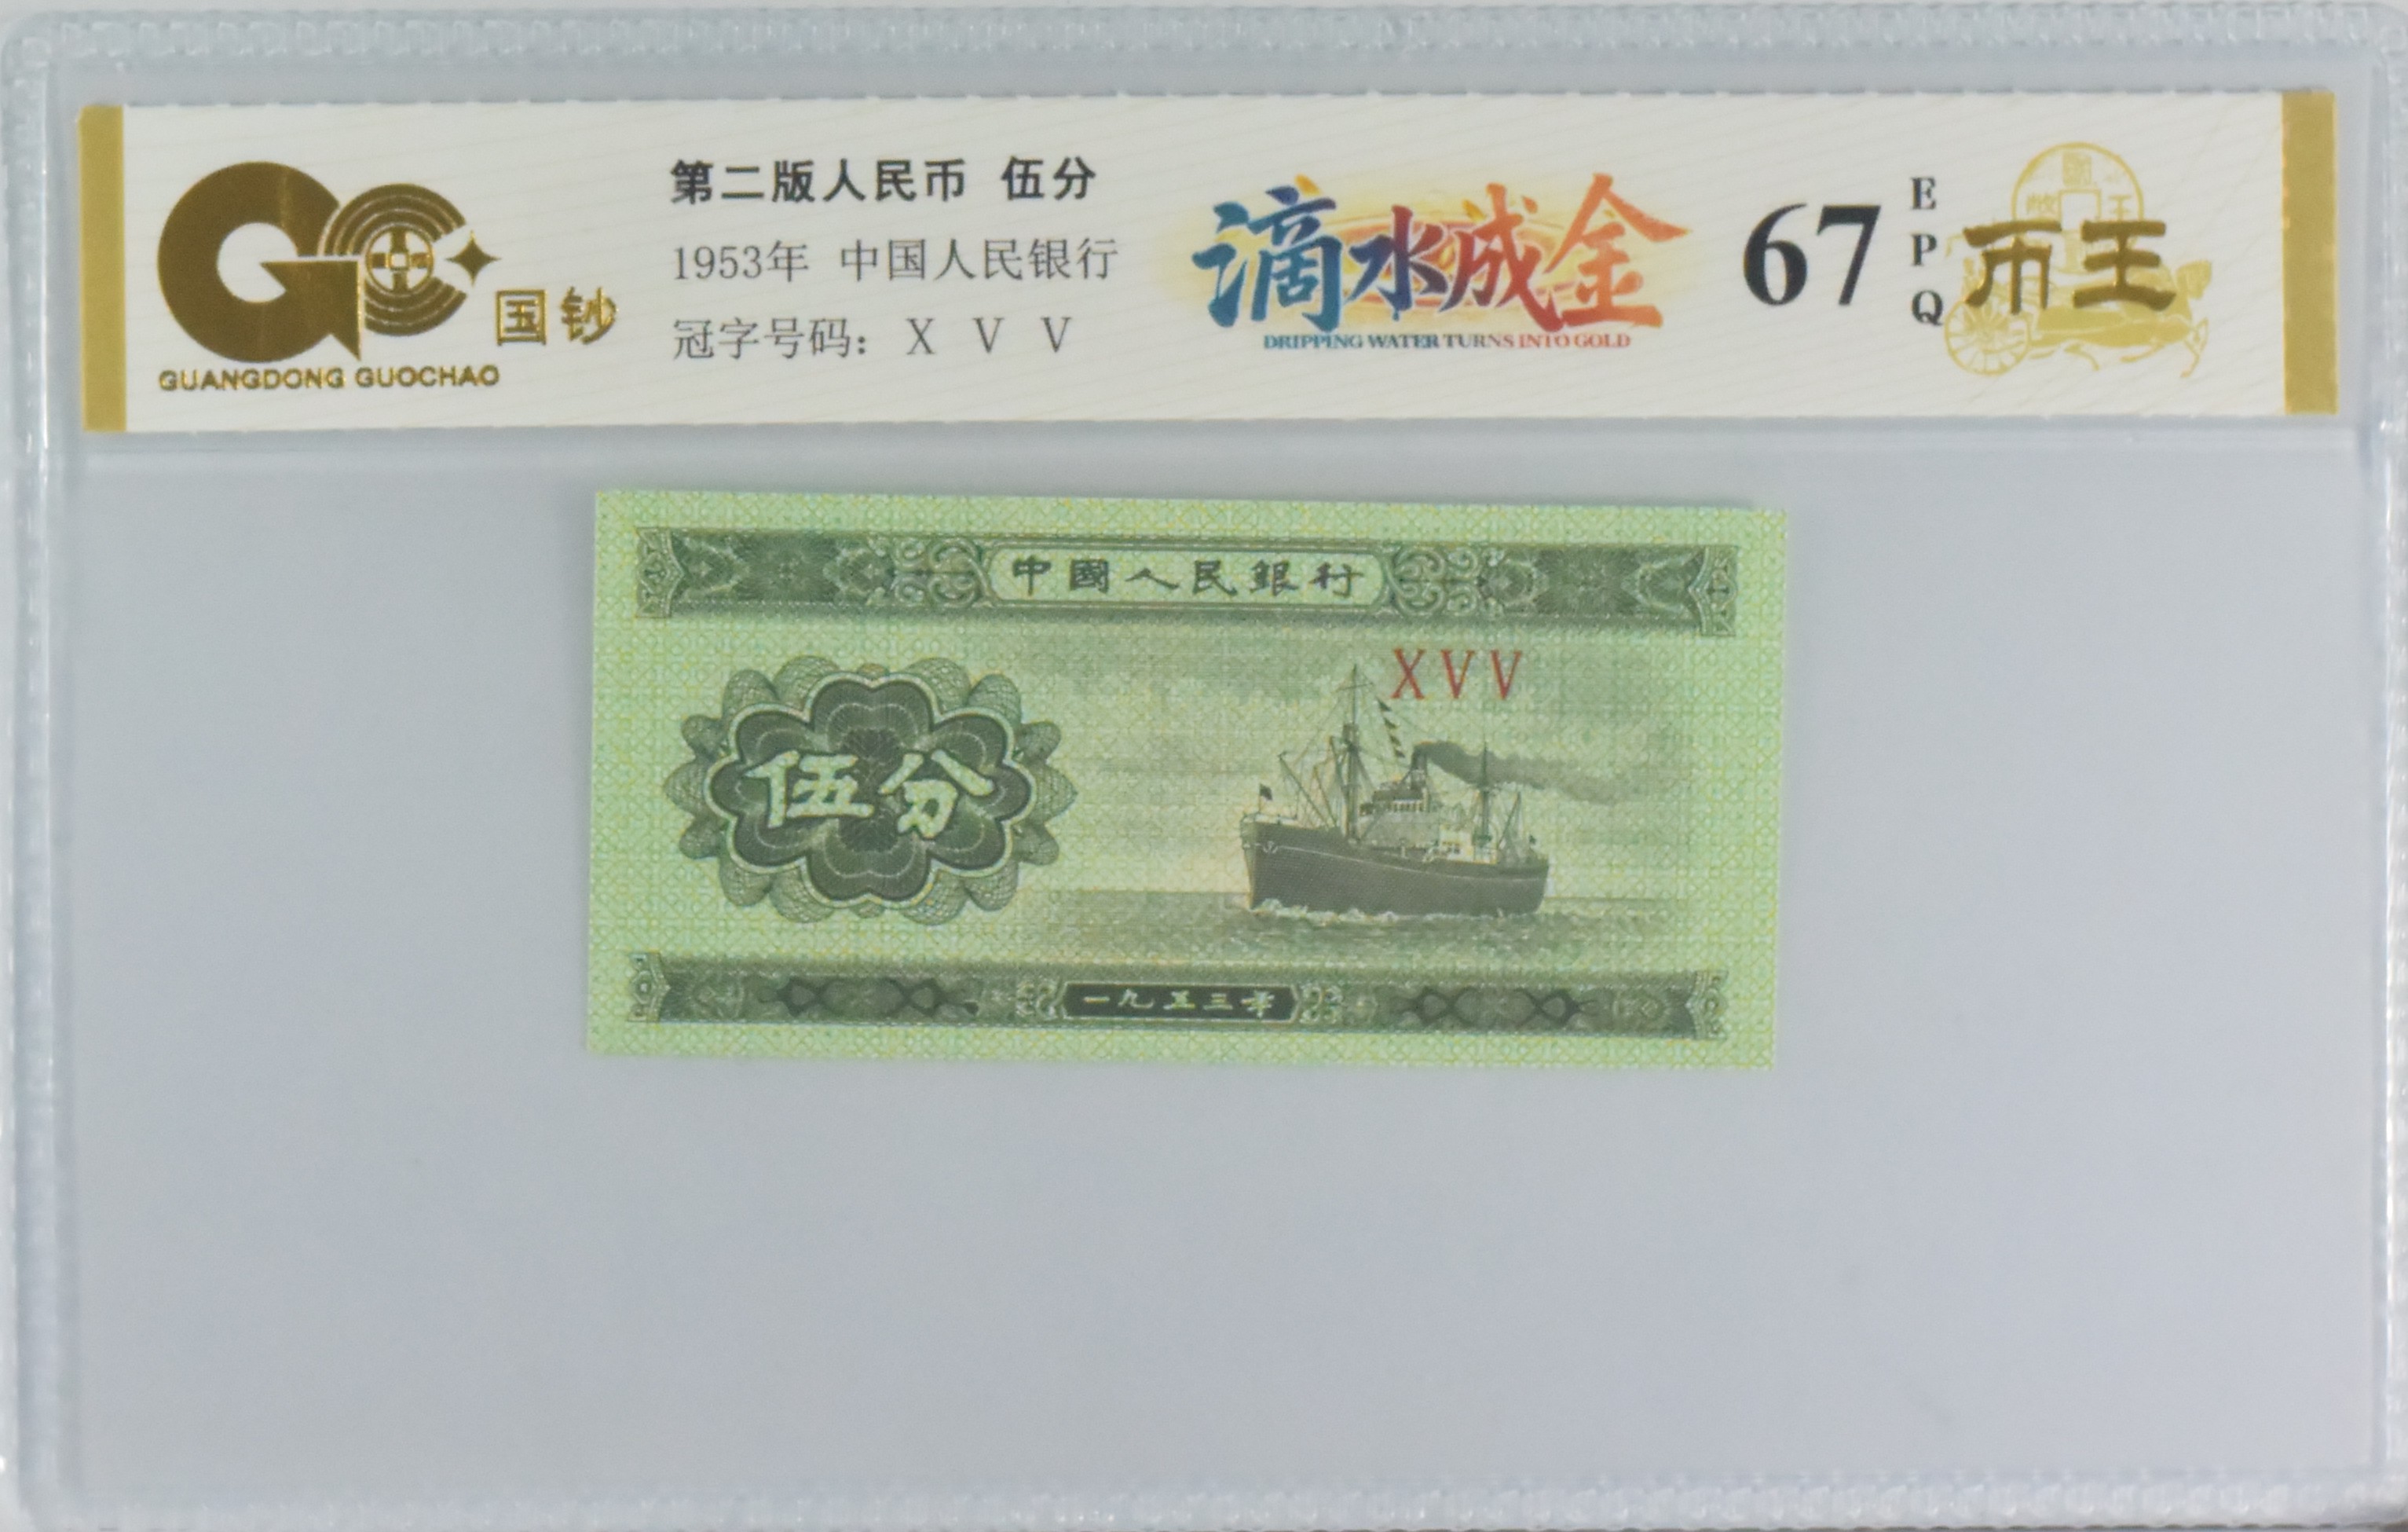 国钞
GUANGDONG GUOCHAO
第二版人民币 伍分
1953年 中国人民银行
冠字号码: X V V
滴水成金
DRIPPING WATER TURNS INTO GOLD
67
E
P
Q
币王
中國人民銀行
XVV
伍分
一九五三年